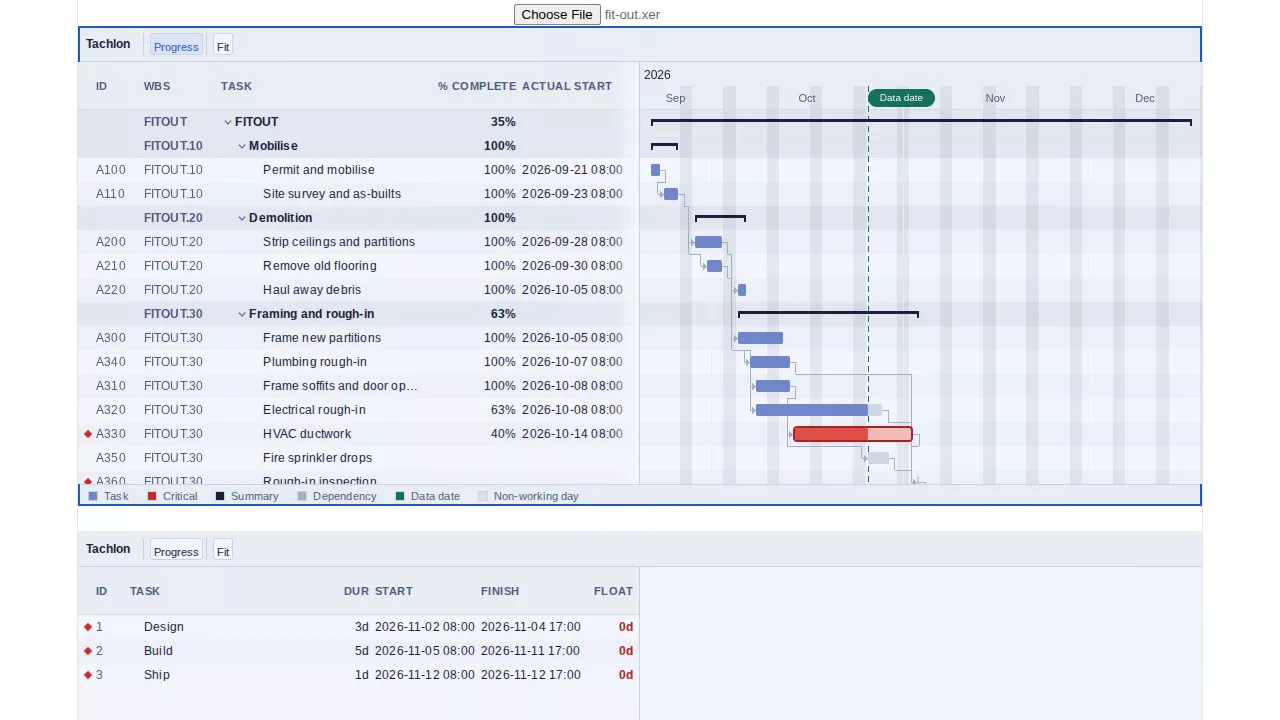 Choose File fit-out.xer
Tachlon Progress Fit
ID WBS TASK % COMPLETE ACTUAL START
2026
Sep Oct Data date Nov Dec
FITOUT FITOUT 35%
FITOUT.10 Mobilise 100%
A100 FITOUT.10 Permit and mobilise 100% 2026-09-21 08:00
A110 FITOUT.10 Site survey and as-builts 100% 2026-09-23 08:00
FITOUT.20 Demolition 100%
A200 FITOUT.20 Strip ceilings and partitions 100% 2026-09-28 08:00
A210 FITOUT.20 Remove old flooring 100% 2026-09-30 08:00
A220 FITOUT.20 Haul away debris 100% 2026-10-05 08:00
FITOUT.30 Framing and rough-in 63%
A300 FITOUT.30 Frame new partitions 100% 2026-10-05 08:00
A340 FITOUT.30 Plumbing rough-in 100% 2026-10-07 08:00
A310 FITOUT.30 Frame soffits and door op… 100% 2026-10-08 08:00
A320 FITOUT.30 Electrical rough-in 63% 2026-10-08 08:00
A330 FITOUT.30 HVAC ductwork 40% 2026-10-14 08:00
A350 FITOUT.30 Fire sprinkler drops
A360 FITOUT.30 Rough-in inspection
Task Critical Summary Dependency Data date Non-working day
Tachlon Progress Fit
ID TASK DUR START FINISH FLOAT
1 Design 3d 2026-11-02 08:00 2026-11-04 17:00 0d
2 Build 5d 2026-11-05 08:00 2026-11-11 17:00 0d
3 Ship 1d 2026-11-12 08:00 2026-11-12 17:00 0d